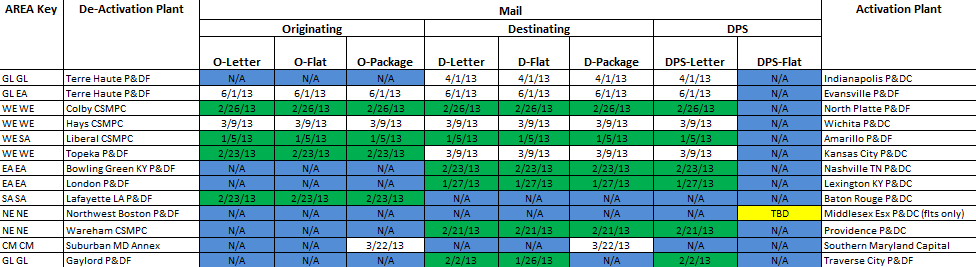 AREA Key De-Activation Plant Mail Activation Plant
Originating Destinating DPS
O-Letter O-Flat O-Package D-Letter D-Flat D-Package DPS-Letter DPS-Flat
GL GL Terre Haute P&DF N/A N/A N/A 4/1/13 4/1/13 4/1/13 4/1/13 N/A Indianapolis P&DC
GL EA Terre Haute P&DF 6/1/13 6/1/13 6/1/13 6/1/13 6/1/13 6/1/13 6/1/13 N/A Evansville P&DF
WE WE Colby CSMPC 2/26/13 2/26/13 2/26/13 2/26/13 2/26/13 2/26/13 2/26/13 N/A North Platte P&DF
WE WE Hays CSMPC 3/9/13 3/9/13 3/9/13 3/9/13 3/9/13 3/9/13 3/9/13 N/A Wichita P&DC
WE SA Liberal CSMPC 1/5/13 1/5/13 1/5/13 1/5/13 1/5/13 1/5/13 1/5/13 N/A Amarillo P&DF
WE WE Topeka P&DF 2/23/13 2/23/13 2/23/13 3/9/13 3/9/13 3/9/13 3/9/13 N/A Kansas City P&DC
EA EA Bowling Green KY P&DF N/A N/A N/A 2/23/13 2/23/13 2/23/13 2/23/13 N/A Nashville TN P&DC
EA EA London P&DF N/A N/A N/A 1/27/13 1/27/13 1/27/13 1/27/13 N/A Lexington KY P&DC
SA SA Lafayette LA P&DF 2/23/13 2/23/13 2/23/13 N/A N/A N/A N/A N/A Baton Rouge P&DC
NE NE Northwest Boston P&DF N/A N/A N/A N/A N/A N/A N/A TBD Middlesex Esx P&DC (flts only)
NE NE Wareham CSMPC N/A N/A N/A 2/21/13 2/21/13 2/21/13 2/21/13 N/A Providence P&DC
CM CM Suburban MD Annex N/A N/A 3/22/13 N/A N/A 3/22/13 N/A N/A Southern Maryland Capital
GL GL Gaylord P&DF N/A N/A N/A 2/2/13 1/26/13 N/A 2/2/13 N/A Traverse City P&DF